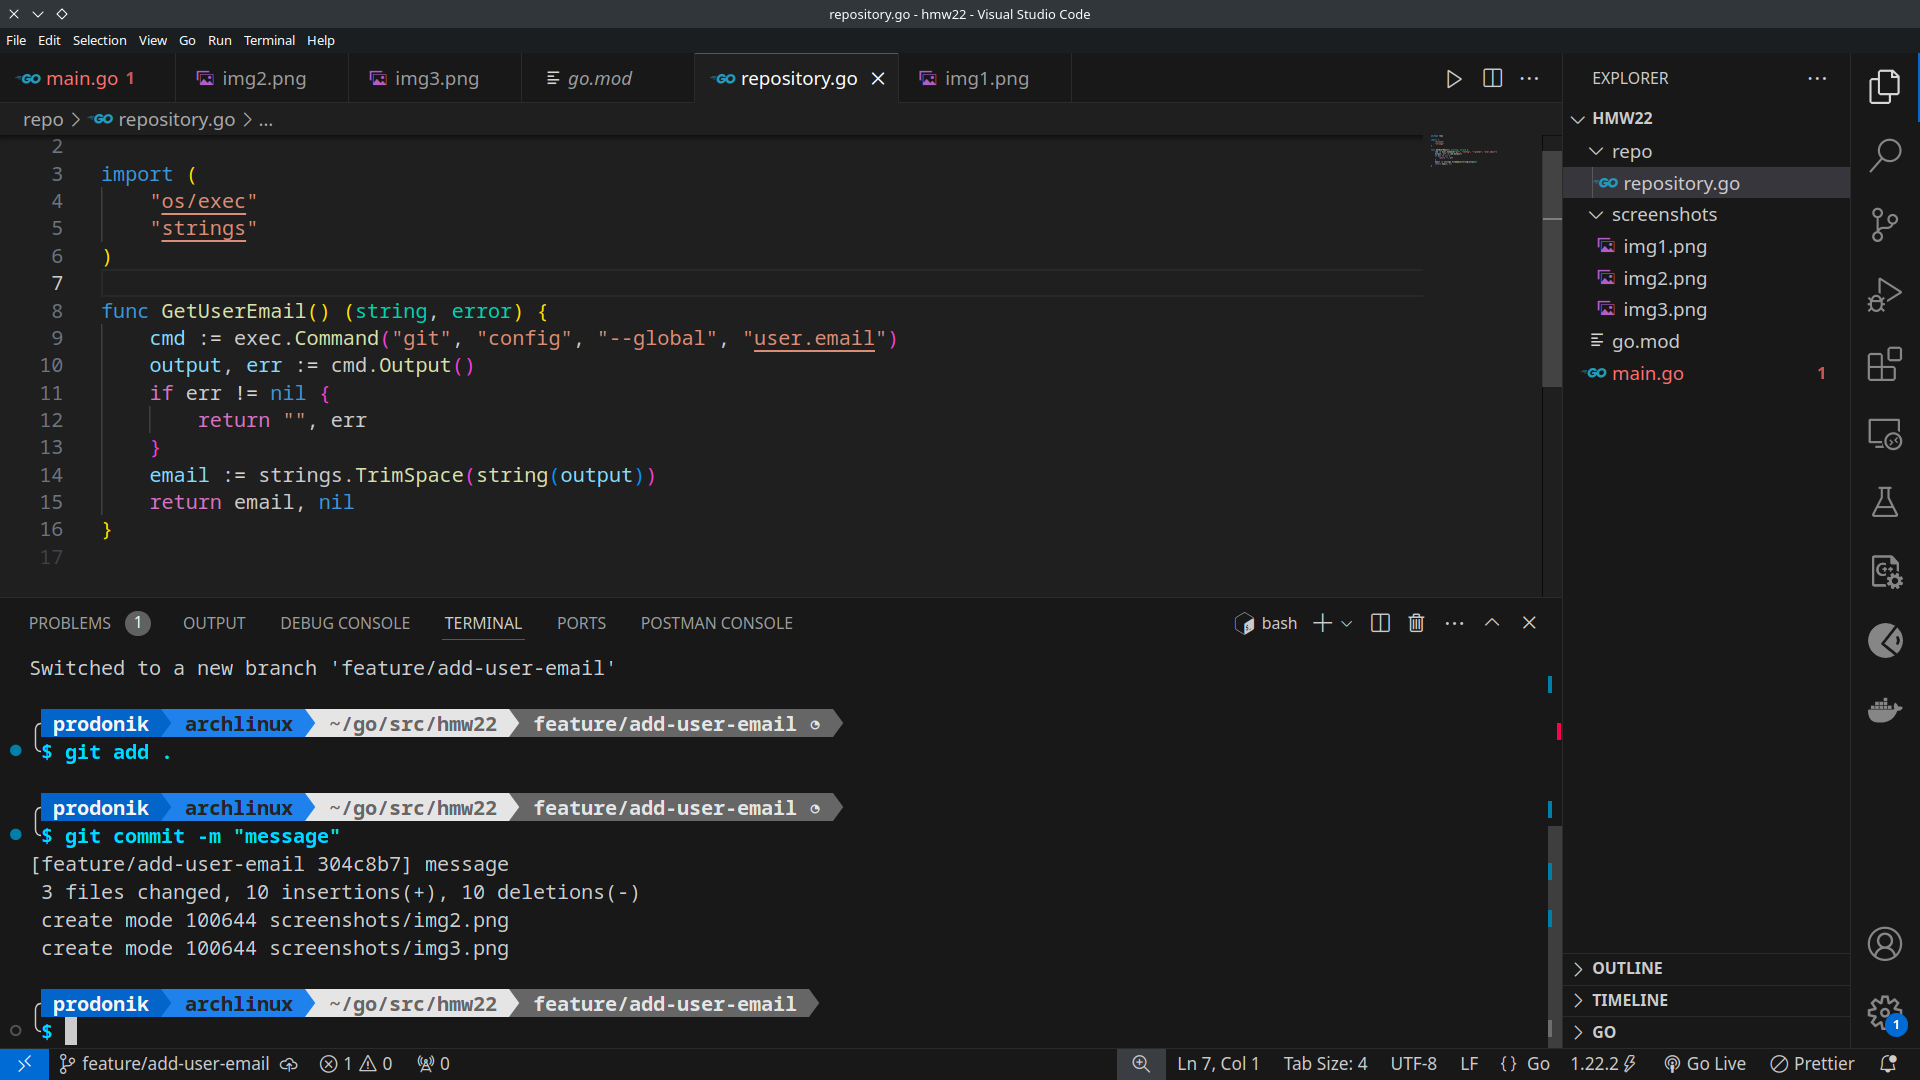 repository.go - hmw22 - Visual Studio Code
File Edit Selection View Go Run Terminal Help
GO main.go 1 img2.png img3.png go.mod GO repository.go img1.png
repo > GO repository.go > ...
2
3 import (
4 "os/exec"
5 "strings"
6 )
7
8 func GetUserEmail() (string, error) {
9 cmd := exec.Command("git", "config", "--global", "user.email")
10 output, err := cmd.Output()
11 if err != nil {
12 return "", err
13 }
14 email := strings.TrimSpace(string(output))
15 return email, nil
16 }
17
PROBLEMS 1 OUTPUT DEBUG CONSOLE TERMINAL PORTS POSTMAN CONSOLE bash
Switched to a new branch 'feature/add-user-email'
prodonik archlinux ~/go/src/hmw22 feature/add-user-email
$ git add .
prodonik archlinux ~/go/src/hmw22 feature/add-user-email
$ git commit -m "message"
[feature/add-user-email 304c8b7] message
3 files changed, 10 insertions(+), 10 deletions(-)
create mode 100644 screenshots/img2.png
create mode 100644 screenshots/img3.png
prodonik archlinux ~/go/src/hmw22 feature/add-user-email
$
EXPLORER
HMW22
repo
GO repository.go
screenshots
img1.png
img2.png
img3.png
go.mod
GO main.go 1
OUTLINE
TIMELINE
GO
1
feature/add-user-email 1 0 0 Ln 7, Col 1 Tab Size: 4 UTF-8 LF {} Go 1.22.2 Go Live Prettier